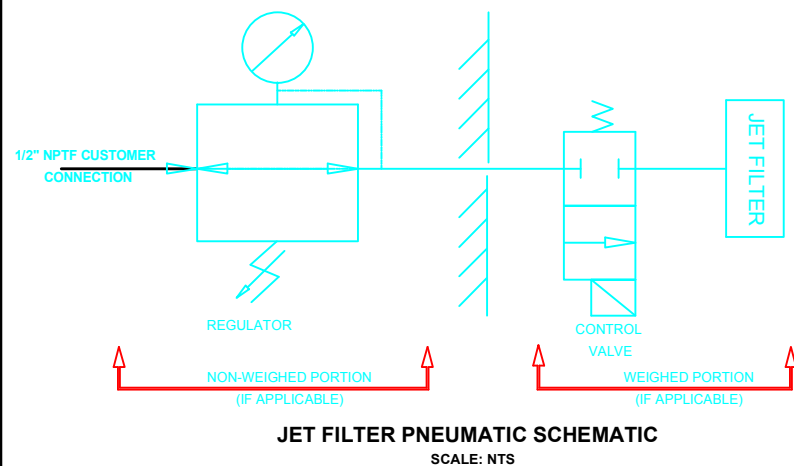 1/2" NPTF CUSTOMER
CONNECTION
JET FILTER
REGULATOR
CONTROL
VALVE
NON-WEIGHED PORTION
(IF APPLICABLE)
WEIGHED PORTION
(IF APPLICABLE)
JET FILTER PNEUMATIC SCHEMATIC
SCALE: NTS